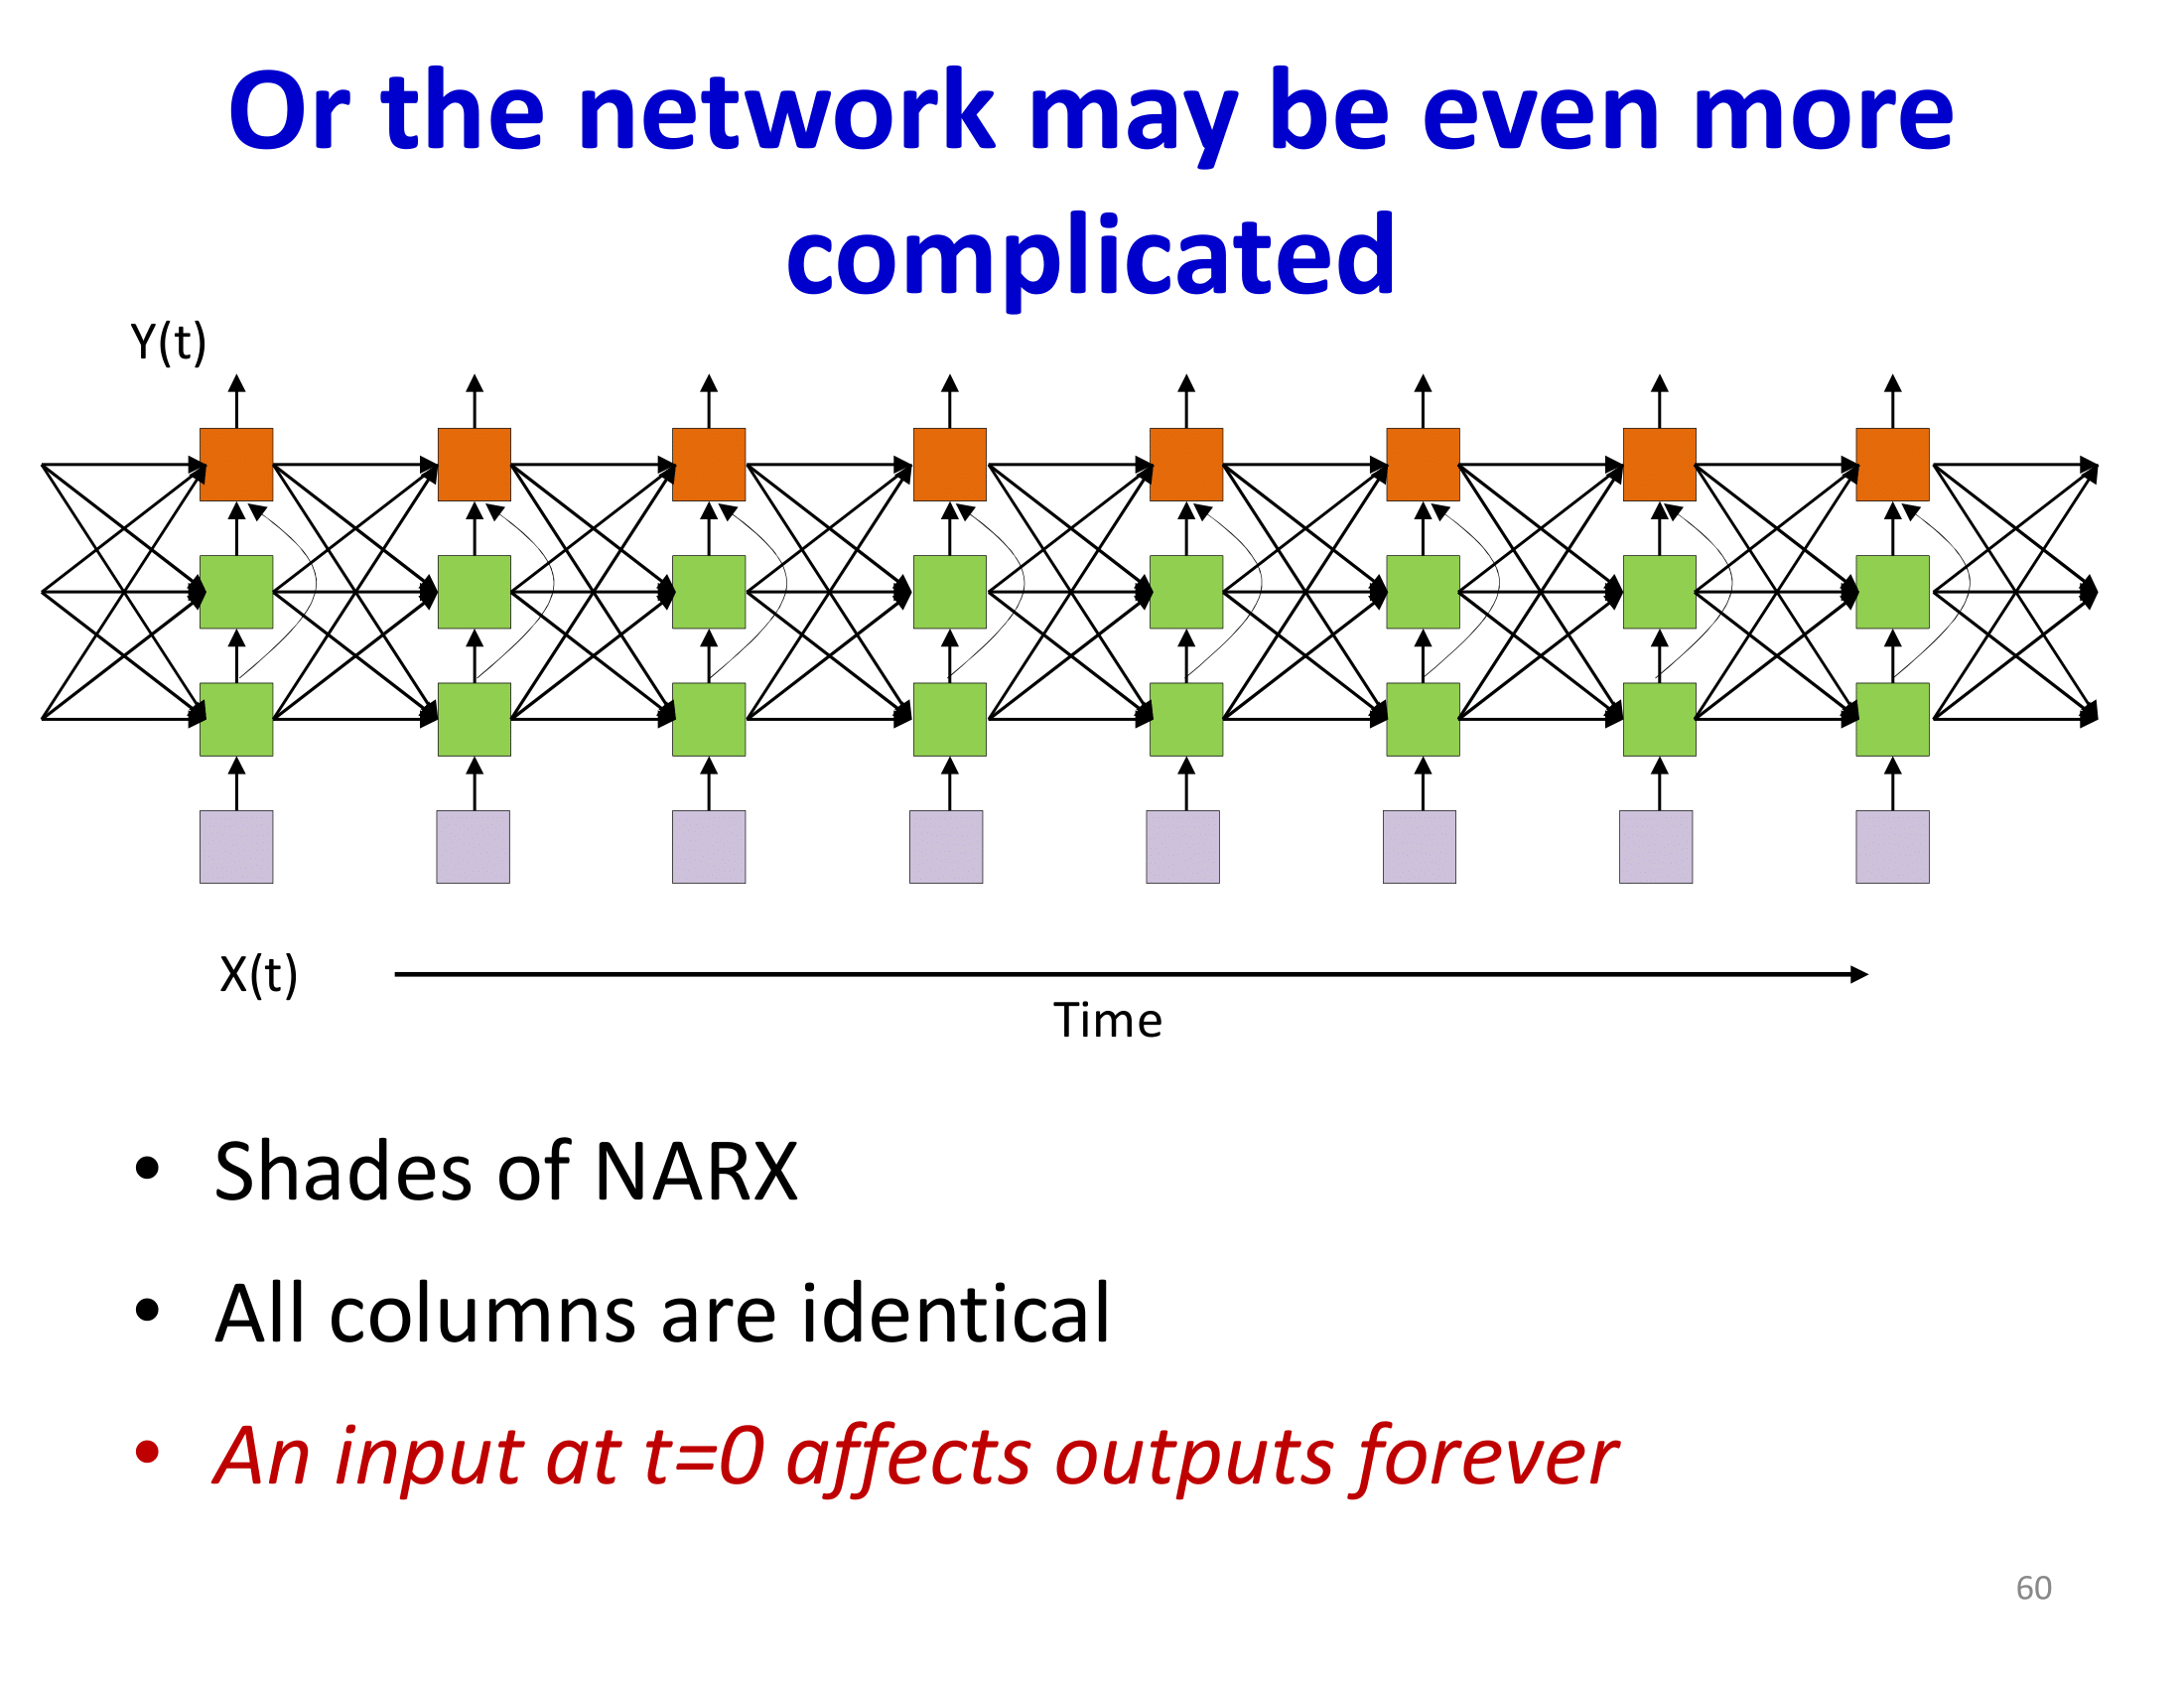 Or the network may be even more
complicated
Y(t)
X(t)
Time
• Shades of NARX
• All columns are identical
• An input at t=0 affects outputs forever
60